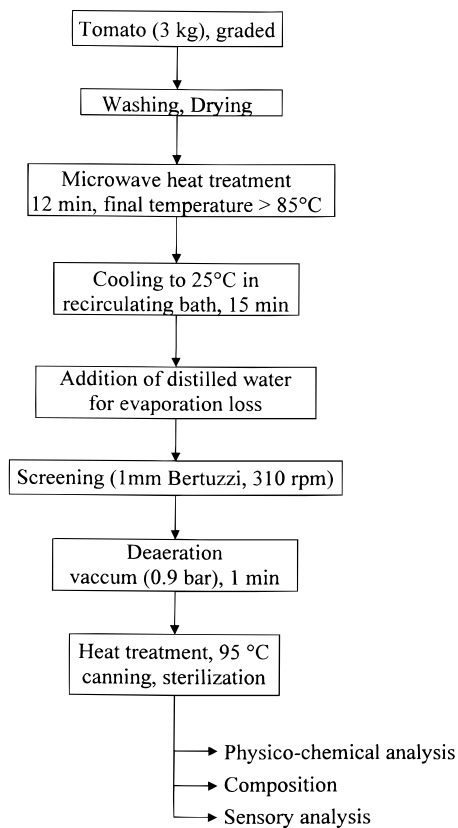 Tomato (3 kg), graded
Washing, Drying
Microwave heat treatment
12 min, final temperature > 85°C
Cooling to 25°C in
recirculating bath, 15 min
Addition of distilled water
for evaporation loss
Screening (1mm Bertuzzi, 310 rpm)
Deaeration
vaccum (0.9 bar), 1 min
Heat treatment, 95 °C
canning, sterilization
Physico-chemical analysis
Composition
Sensory analysis